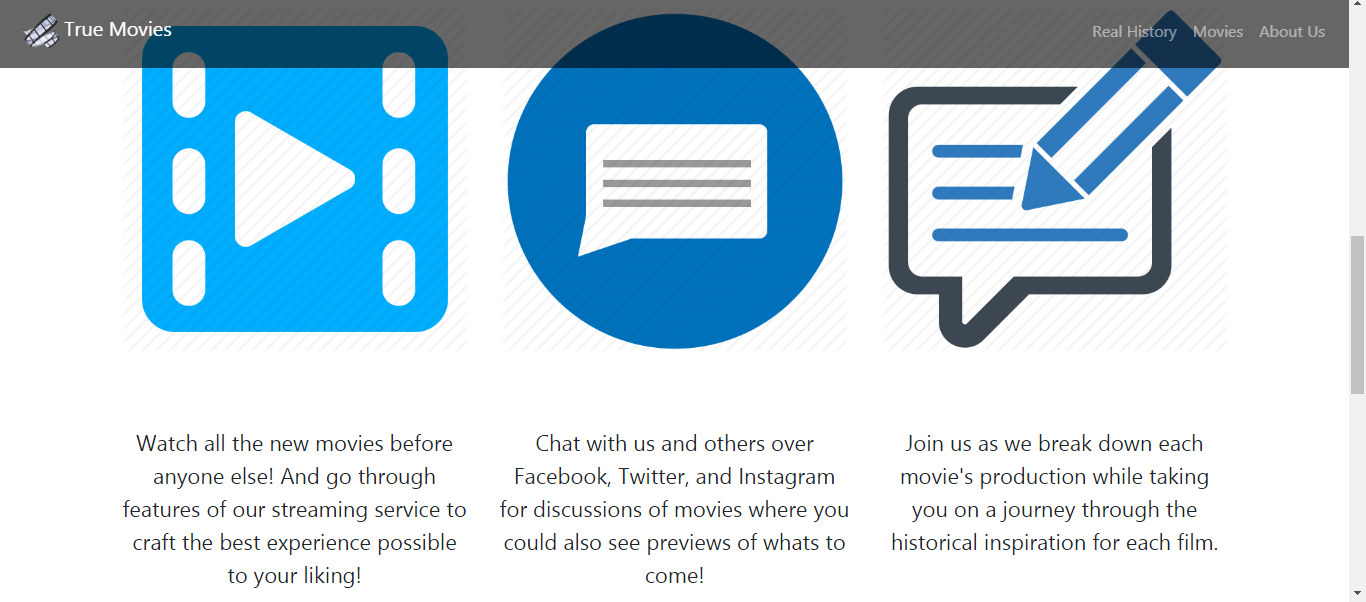 True Movies
Real History Movies About Us
Watch all the new movies before
anyone else! And go through
features of our streaming service to
craft the best experience possible
to your liking!
Chat with us and others over
Facebook, Twitter, and Instagram
for discussions of movies where you
could also see previews of whats to
come!
Join us as we break down each
movie's production while taking
you on a journey through the
historical inspiration for each film.